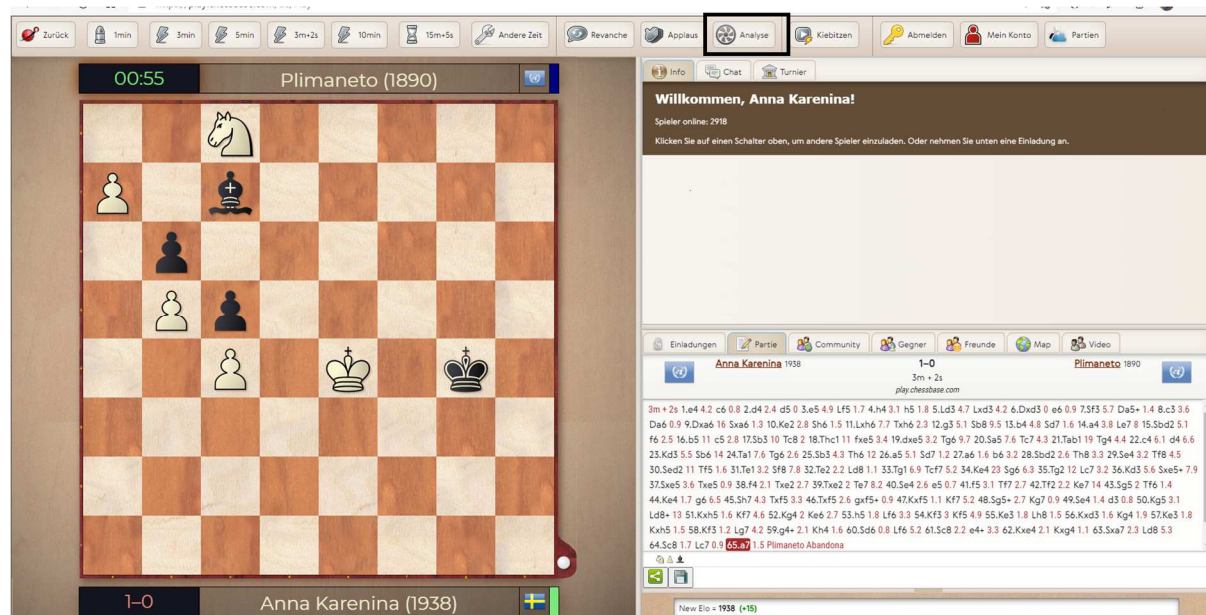 Zurück 1min 3min 5min 3m+2s 10min 15m+5s Andere Zeit Revanche Applaus Analyse Kiebitzen Abmelden Mein Konto Partien
00:55 Plimaneto (1890)
1-0 Anna Karenina (1938)
Info Chat Turnier
Willkommen, Anna Karenina!
Spieler online: 2918
Klicken Sie auf einen Schalter oben, um andere Spieler einzuladen. Oder nehmen Sie unten eine Einladung an.
Einladungen Partie Community Gegner Freunde Map Video
Anna Karenina 1938 1–0 Plimaneto 1890
3m + 2s
play.chessbase.com
3m + 2s 1.e4 4.2 c6 0.8 2.d4 2.4 d5 0 3.e5 4.9 Lf5 1.7 4.h4 3.1 h5 1.8 5.Ld3 4.7 Lxd3 4.2 6.Dxd3 0 e6 0.9 7.Sf3 5.7 Da5+ 1.4 8.c3 3.6
Da6 0.9 9.Dxa6 16 Sxa6 1.3 10.Ke2 2.8 Sh6 1.5 11.Lxh6 7.7 Txh6 2.3 12.g3 5.1 Sb8 9.5 13.b4 4.8 Sd7 1.6 14.a4 3.8 Le7 8 15.Sbd2 5.1
f6 2.5 16.b5 11 c5 2.8 17.Sb3 10 Tc8 2 18.Thc1 11 fxe5 3.4 19.dxe5 3.2 Tg6 9.7 20.Sa5 7.6 Tc7 4.3 21.Tab1 19 Tg4 4.4 22.c4 6.1 d4 6.6
23.Kd3 5.5 Sb6 14 24.Ta1 7.6 Tg6 2.6 25.Sb3 4.3 Th6 12 26.a5 5.1 Sd7 1.2 27.a6 1.6 b6 3.2 28.Sbd2 2.6 Th8 3.3 29.Se4 3.2 Tf8 4.5
30.Sed2 11 Tf5 1.6 31.Te1 3.2 Sf8 7.8 32.Te2 2.2 Ld8 1.1 33.Tg1 6.9 Tcf7 5.2 34.Ke4 23 Sg6 6.3 35.Tg2 12 Lc7 3.2 36.Kd3 5.6 Sxe5+ 7.9
37.Sxe5 3.6 Txe5 0.9 38.f4 2.1 Txe2 2.7 39.Txe2 2 Te7 8.2 40.Se4 2.6 e5 0.7 41.f5 3.1 Tf7 2.7 42.Tf2 2.2 Ke7 14 43.Sg5 2 Tf6 1.4
44.Ke4 1.7 g6 6.5 45.Sh7 4.3 Txf5 3.3 46.Txf5 2.6 gxf5+ 0.9 47.Kxf5 1.1 Kf7 5.2 48.Sg5+ 2.7 Kg7 0.9 49.Se4 1.4 d3 0.8 50.Kg5 3.1
Ld8+ 13 51.Kxh5 1.6 Kf7 4.6 52.Kg4 2 Ke6 2.7 53.h5 1.8 Lf6 3.3 54.Kf3 3 Kf5 4.9 55.Ke3 1.8 Lh8 1.5 56.Kxd3 1.6 Kg4 1.9 57.Ke3 1.8
Kxh5 1.5 58.Kf3 1.2 Lg7 4.2 59.g4+ 2.1 Kh4 1.6 60.Sd6 0.8 Lf6 5.2 61.Sc8 2.2 e4+ 3.3 62.Kxe4 2.1 Kxg4 1.1 63.Sxa7 2.3 Ld8 5.3
64.Sc8 1.7 Lc7 0.9 65.a7 1.5 Plimaneto Abandona
New Elo = 1938 (+15)